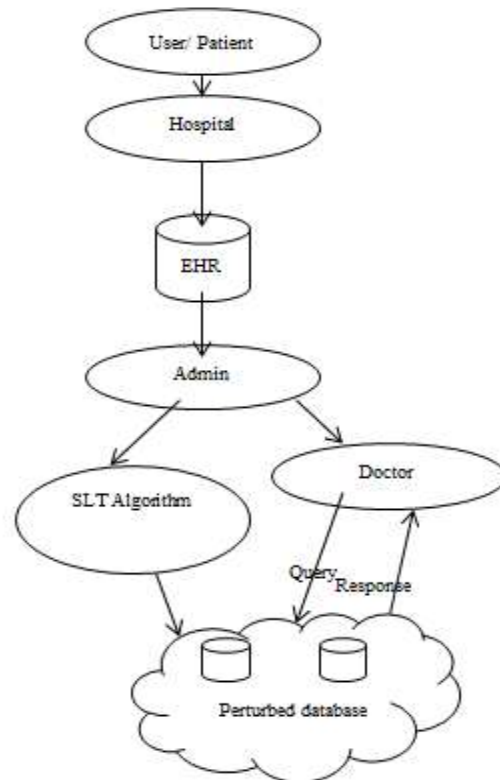 User/ Patient
Hospital
EHR
Admin
SLT Algorithm
Doctor
Query
Response
Perturbed database